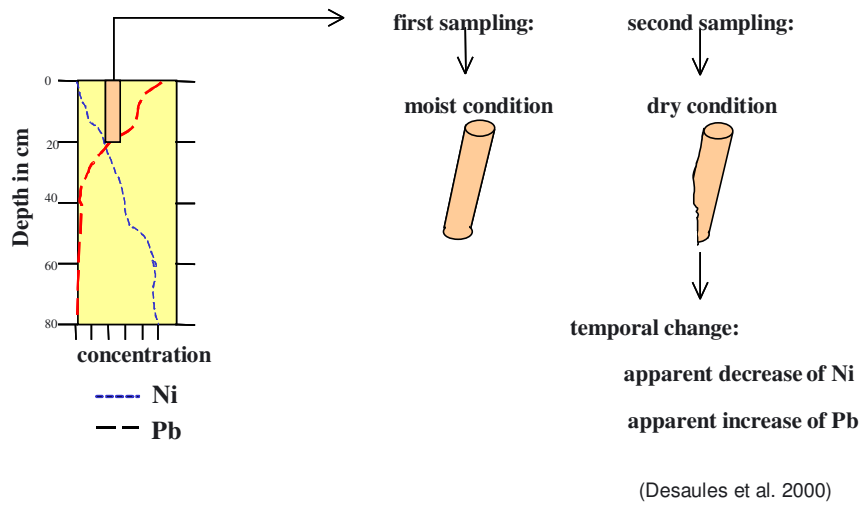 first sampling:
second sampling:
moist condition
dry condition
0
20
40
60
80
Depth in cm
concentration
Ni
Pb
temporal change:
apparent decrease of Ni
apparent increase of Pb
(Desaules et al. 2000)